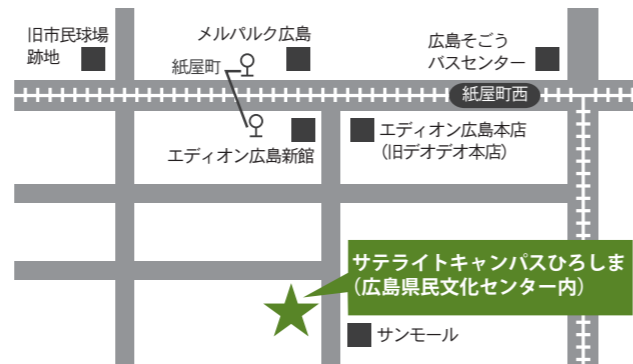 旧市民球場
跡地
メルパルク広島
広島そごう
バスセンター
紙屋町
紙屋町西
エディオン広島新館
エディオン広島本店
（旧デオデオ本店）
サテライトキャンパスひろしま
（広島県民文化センター内）
サンモール